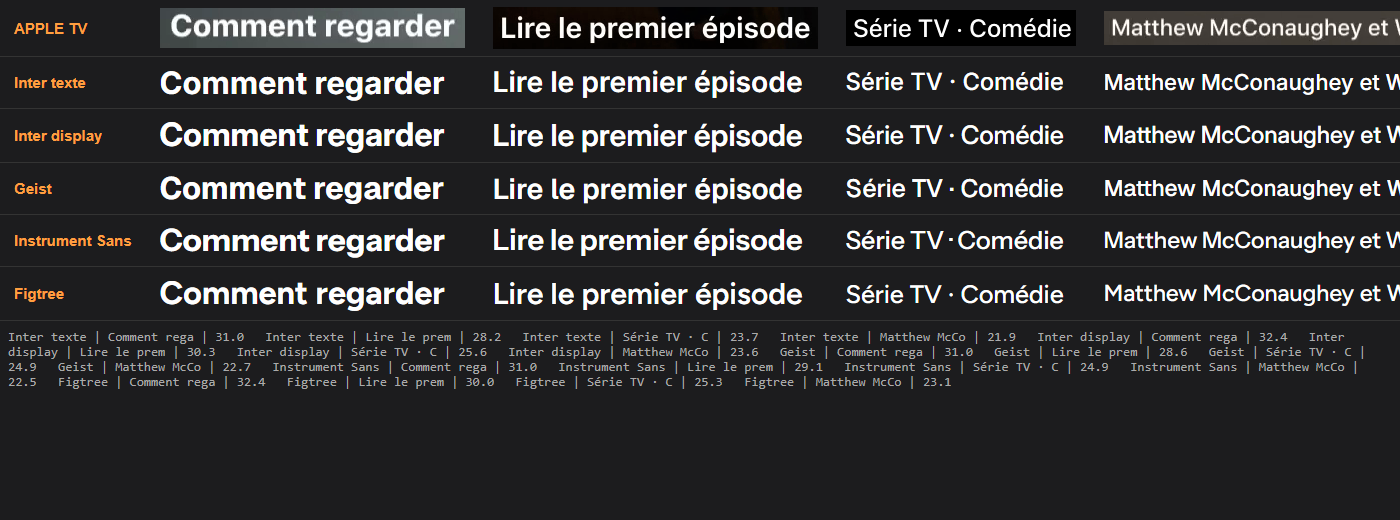 APPLE TV Comment regarder Lire le premier épisode Série TV · Comédie Matthew McConaughey et
Inter texte Comment regarder Lire le premier épisode Série TV · Comédie Matthew McConaughey et
Inter display Comment regarder Lire le premier épisode Série TV · Comédie Matthew McConaughey et
Geist Comment regarder Lire le premier épisode Série TV · Comédie Matthew McConaughey et
Instrument Sans Comment regarder Lire le premier épisode Série TV · Comédie Matthew McConaughey et
Figtree Comment regarder Lire le premier épisode Série TV · Comédie Matthew McConaughey et
Inter texte | Comment rega | 31.0 Inter texte | Lire le prem | 28.2 Inter texte | Série TV · C | 23.7 Inter texte | Matthew McCo | 21.9 Inter display | Comment rega | 32.4 Inter
display | Lire le prem | 30.3 Inter display | Série TV · C | 25.6 Inter display | Matthew McCo | 23.6 Geist | Comment rega | 31.0 Geist | Lire le prem | 28.6 Geist | Série TV · C |
24.9 Geist | Matthew McCo | 22.7 Instrument Sans | Comment rega | 31.0 Instrument Sans | Lire le prem | 29.1 Instrument Sans | Série TV · C | 24.9 Instrument Sans | Matthew McCo |
22.5 Figtree | Comment rega | 32.4 Figtree | Lire le prem | 30.0 Figtree | Série TV · C | 25.3 Figtree | Matthew McCo | 23.1